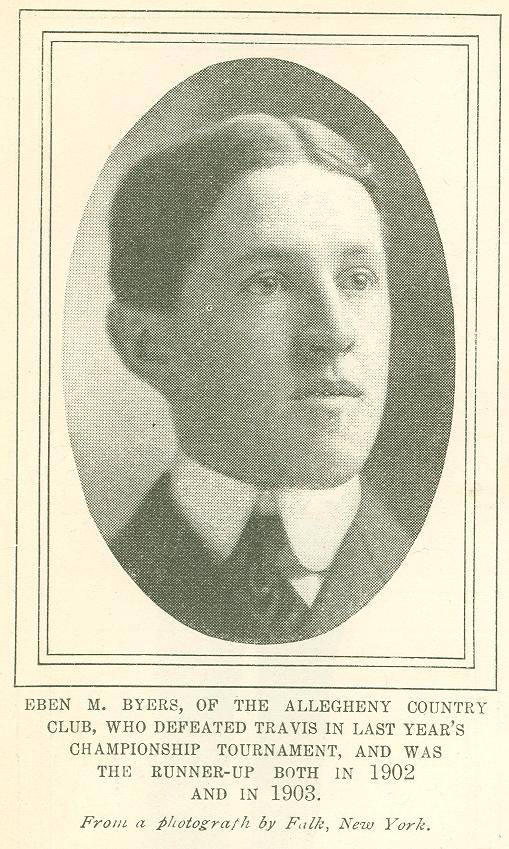 EBEN M. BYERS, OF THE ALLEGHENY COUNTRY
CLUB, WHO DEFEATED TRAVIS IN LAST YEAR'S
CHAMPIONSHIP TOURNAMENT, AND WAS
THE RUNNER-UP BOTH IN 1902
AND IN 1903.
From a photograph by Falk, New York.